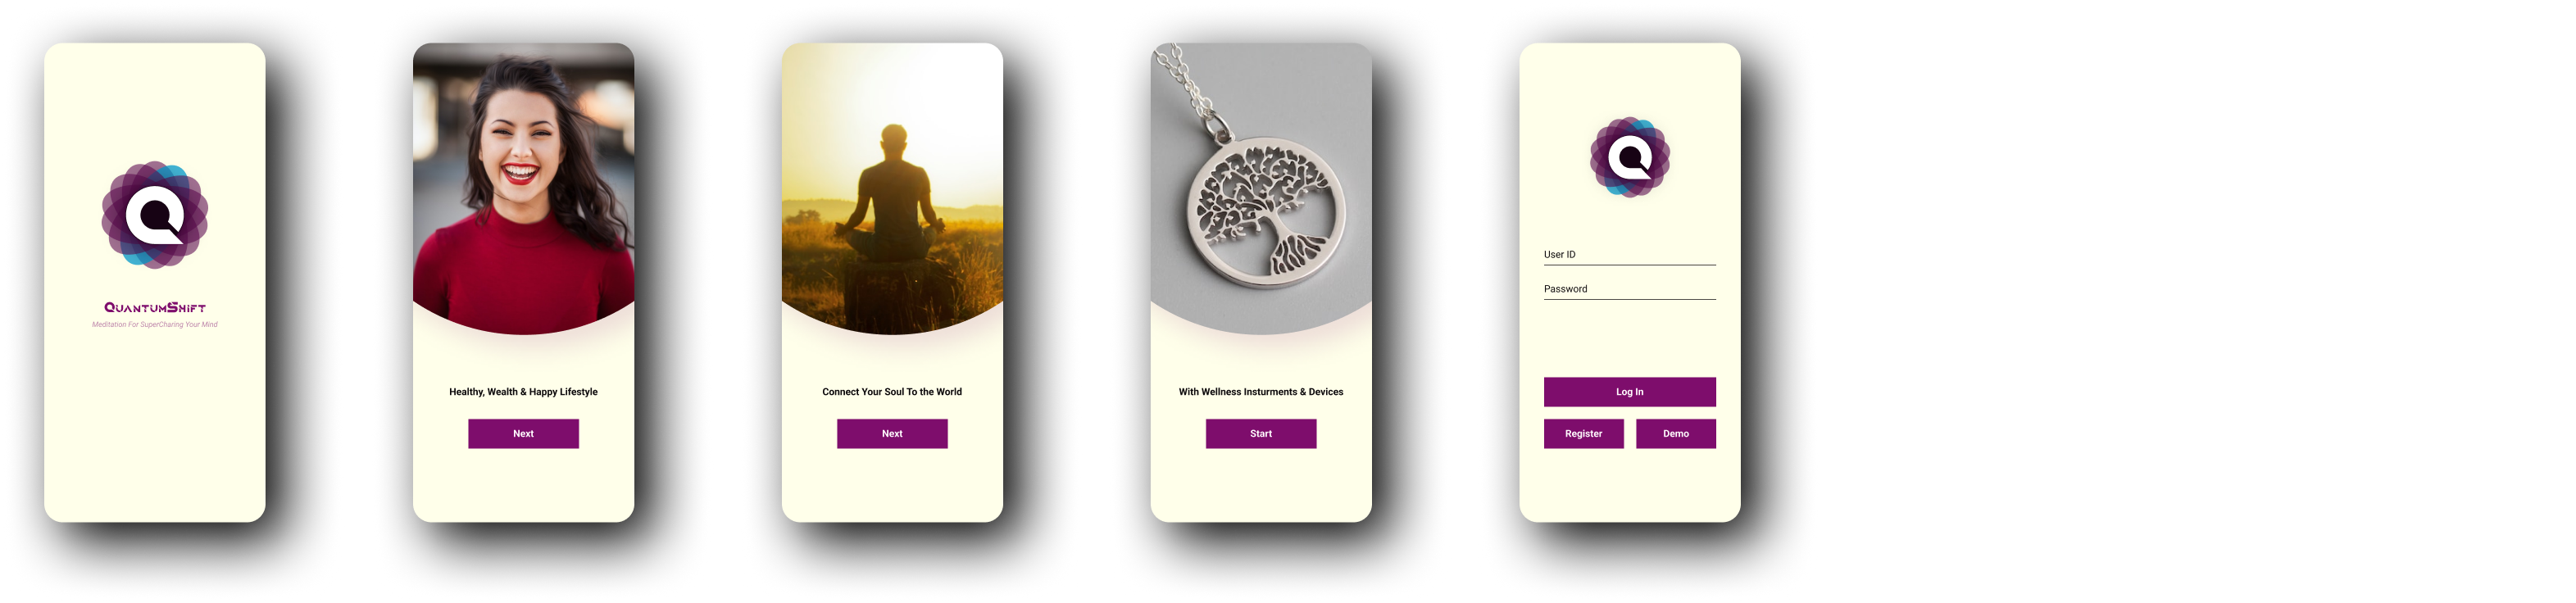 QuantumShift
Meditation For SuperCharing Your Mind
Healthy, Wealth & Happy Lifestyle
Next
Connect Your Soul To the World
Next
With Wellness Insturments & Devices
Start
User ID
Password
Log In
Register
Demo